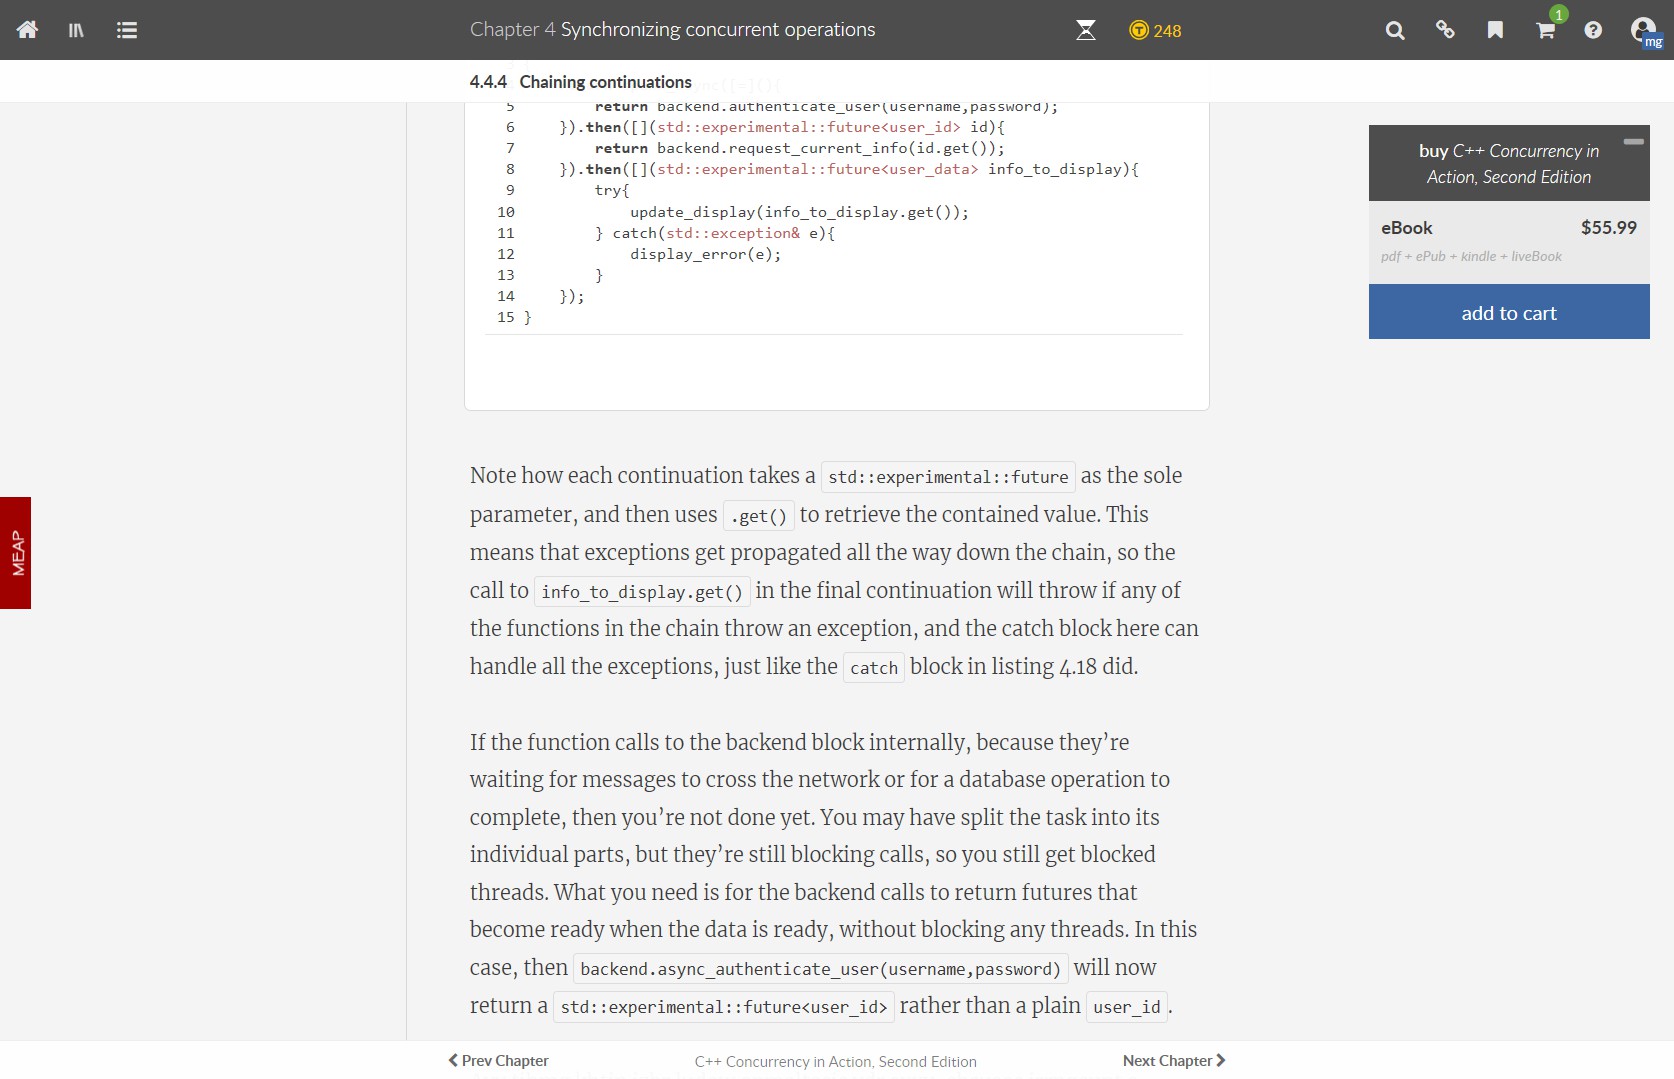 Chapter 4 Synchronizing concurrent operations
248
1
mg
4.4.4 Chaining continuations
5 return backend.authenticate_user(username,password);
6 }).then([](std::experimental::future<user_id> id){
7 return backend.request_current_info(id.get());
8 }).then([](std::experimental::future<user_data> info_to_display){
9 try{
10 update_display(info_to_display.get());
11 } catch(std::exception& e){
12 display_error(e);
13 }
14 });
15 }
buy C++ Concurrency in
Action, Second Edition
eBook $55.99
pdf + ePub + kindle + liveBook
add to cart
MEAP
Note how each continuation takes a std::experimental::future as the sole
parameter, and then uses .get() to retrieve the contained value. This
means that exceptions get propagated all the way down the chain, so the
call to info_to_display.get() in the final continuation will throw if any of
the functions in the chain throw an exception, and the catch block here can
handle all the exceptions, just like the catch block in listing 4.18 did.
If the function calls to the backend block internally, because they’re
waiting for messages to cross the network or for a database operation to
complete, then you’re not done yet. You may have split the task into its
individual parts, but they’re still blocking calls, so you still get blocked
threads. What you need is for the backend calls to return futures that
become ready when the data is ready, without blocking any threads. In this
case, then backend.async_authenticate_user(username,password) will now
return a std::experimental::future<user_id> rather than a plain user_id.
Prev Chapter
C++ Concurrency in Action, Second Edition
Next Chapter